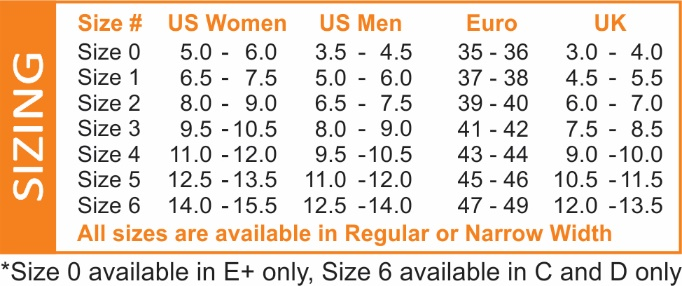 SIZING
Size # US Women US Men Euro UK
Size 0 5.0 - 6.0 3.5 - 4.5 35 - 36 3.0 - 4.0
Size 1 6.5 - 7.5 5.0 - 6.0 37 - 38 4.5 - 5.5
Size 2 8.0 - 9.0 6.5 - 7.5 39 - 40 6.0 - 7.0
Size 3 9.5 -10.5 8.0 - 9.0 41 - 42 7.5 - 8.5
Size 4 11.0 -12.0 9.5 -10.5 43 - 44 9.0 -10.0
Size 5 12.5 -13.5 11.0 -12.0 45 - 46 10.5 -11.5
Size 6 14.0 -15.5 12.5 -14.0 47 - 49 12.0 -13.5
All sizes are available in Regular or Narrow Width
*Size 0 available in E+ only, Size 6 available in C and D only